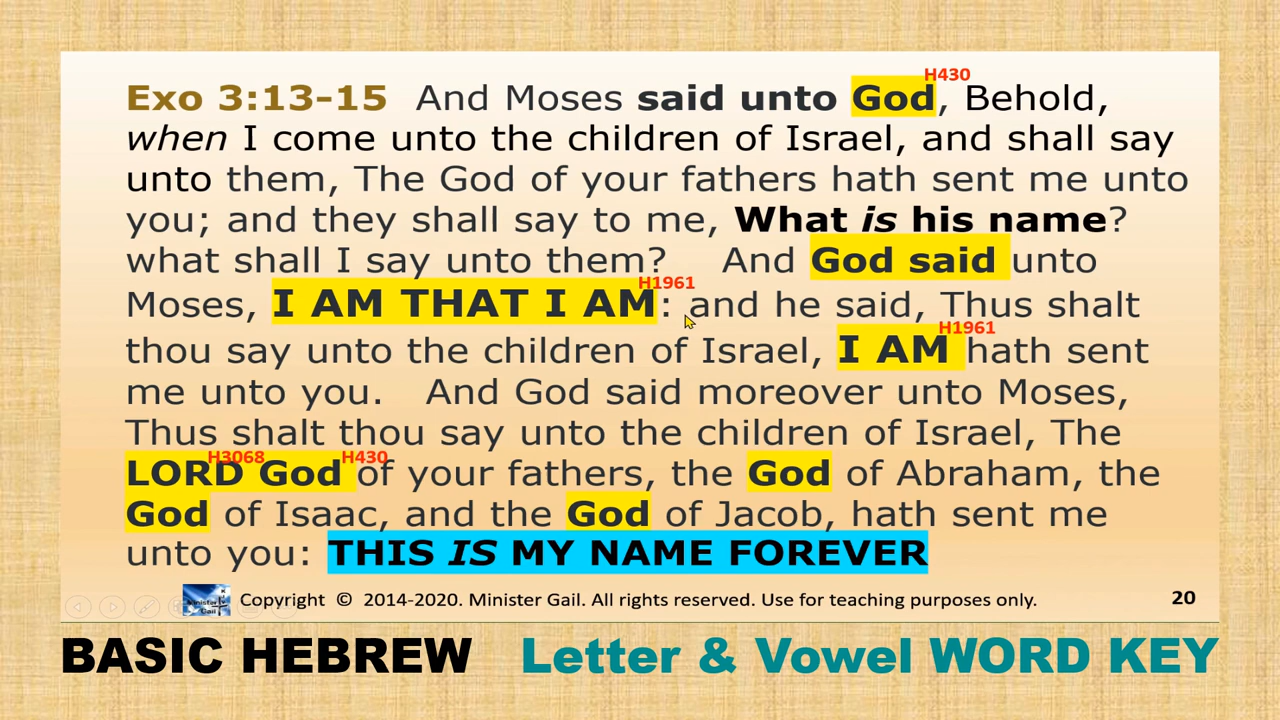 H430
Exo 3:13-15 And Moses said unto God, Behold,
when I come unto the children of Israel, and shall say
unto them, The God of your fathers hath sent me unto
you; and they shall say to me, What is his name?
what shall I say unto them? And God said unto
H1961
Moses, I AM THAT I AM: and he said, Thus shalt
H1961
thou say unto the children of Israel, I AM hath sent
me unto you. And God said moreover unto Moses,
Thus shalt thou say unto the children of Israel, The
H3068 H430
LORD God of your fathers, the God of Abraham, the
God of Isaac, and the God of Jacob, hath sent me
unto you: THIS IS MY NAME FOREVER
Minister Gail
Copyright © 2014-2020. Minister Gail. All rights reserved. Use for teaching purposes only. 20
BASIC HEBREW Letter & Vowel WORD KEY